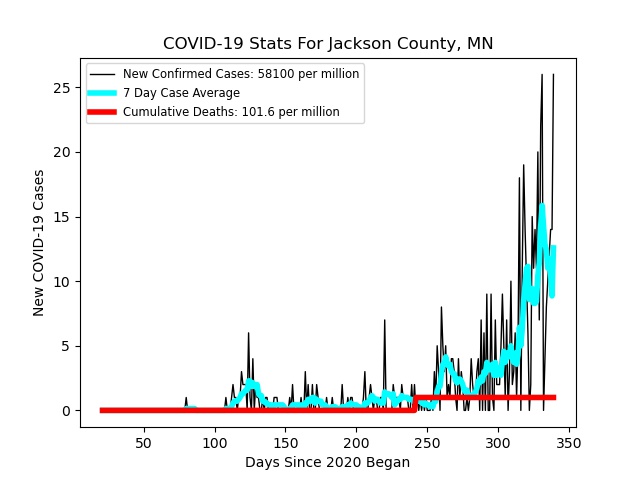 COVID-19 Stats For Jackson County, MN
New Confirmed Cases: 58100 per million
7 Day Case Average
Cumulative Deaths: 101.6 per million
New COVID-19 Cases
25
20
15
10
5
0
50
100
150
200
250
300
350
Days Since 2020 Began